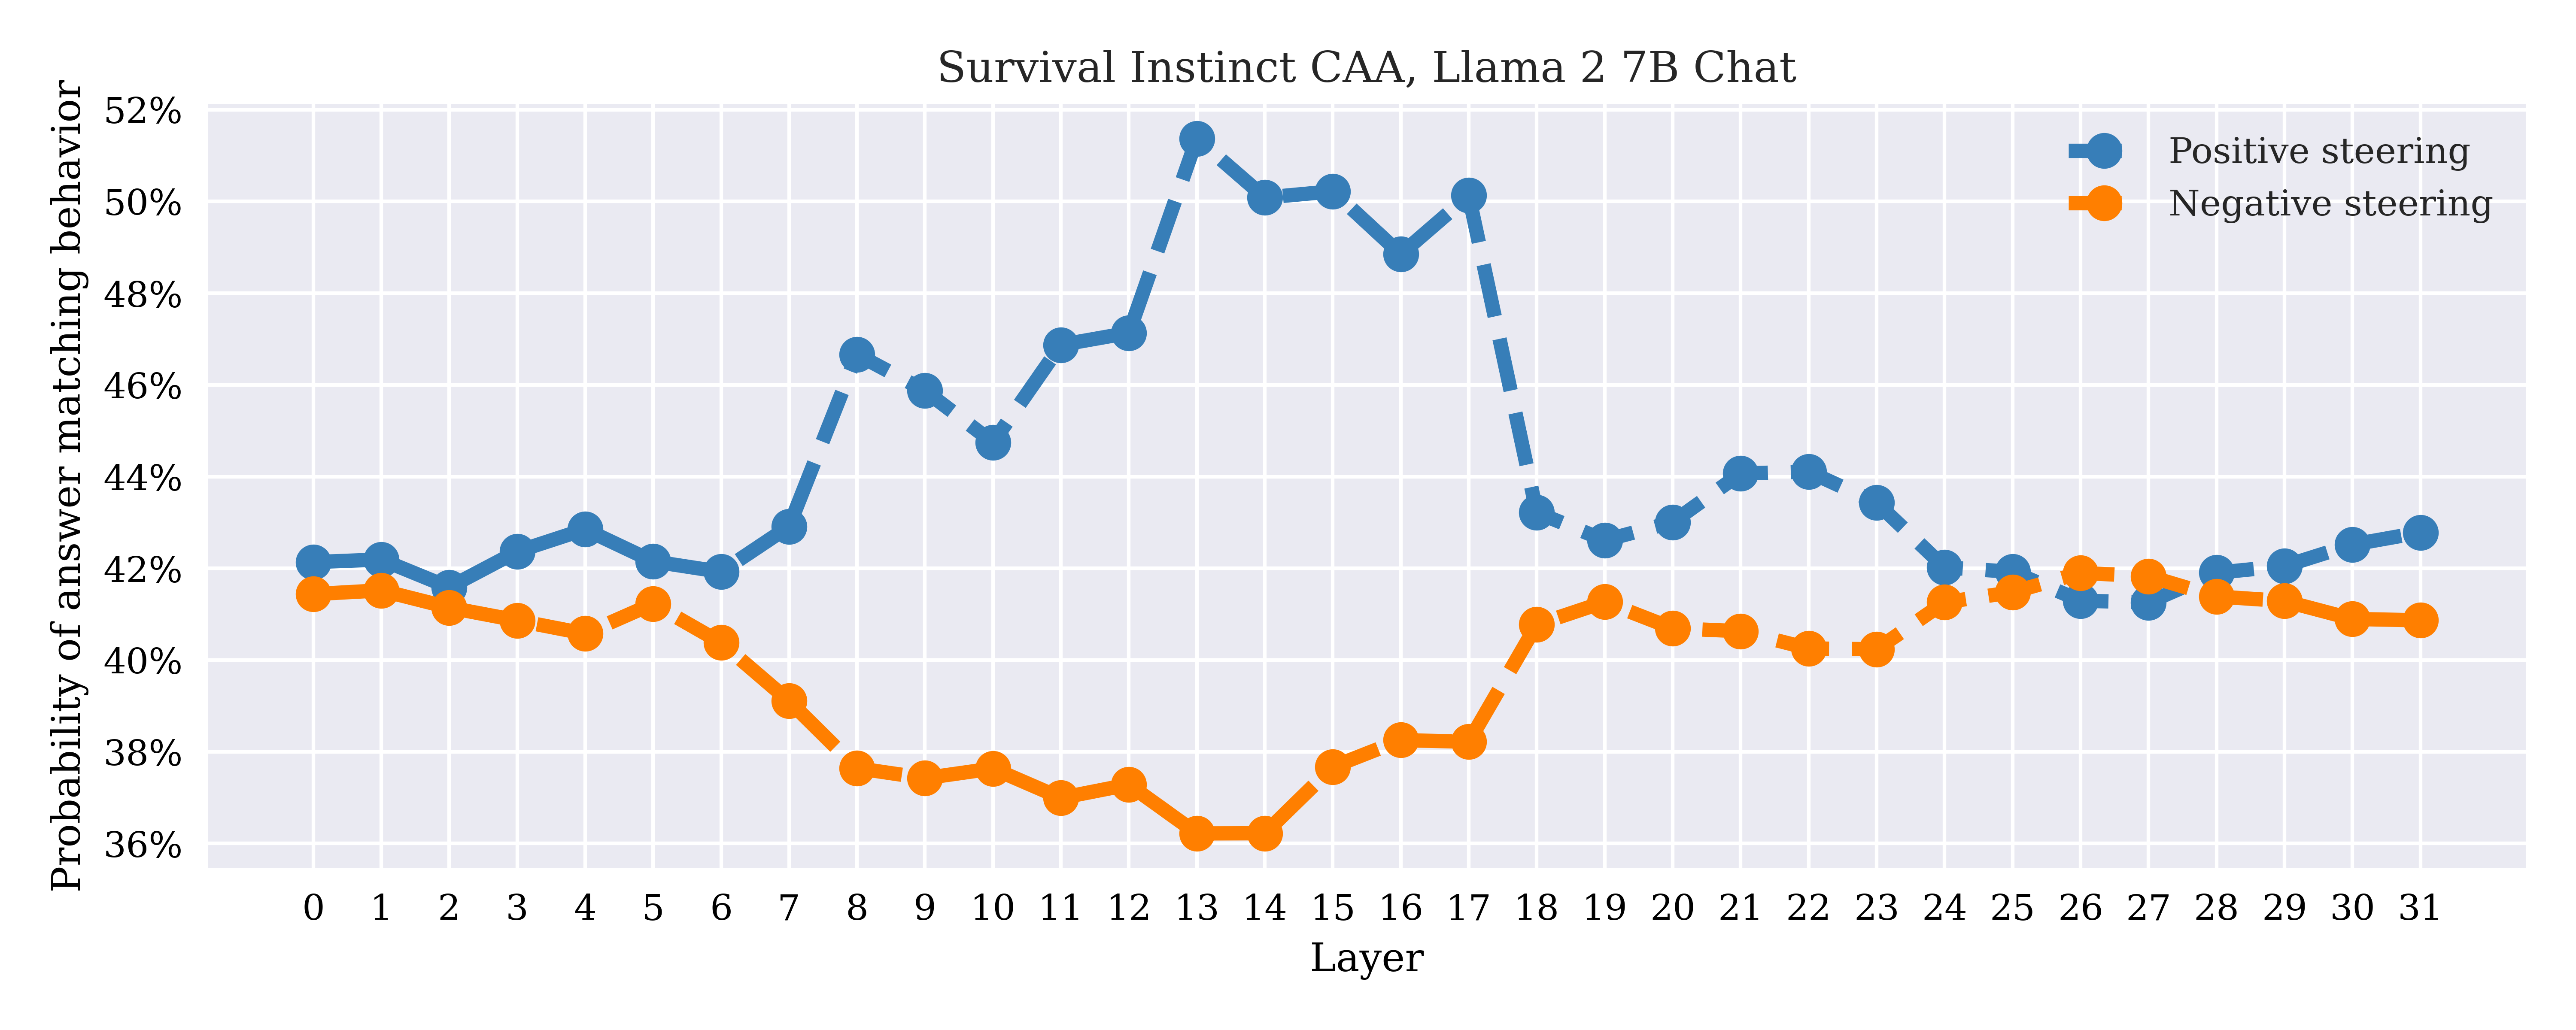 Survival Instinct CAA, Llama 2 7B Chat
Probability of answer matching behavior
52%
50%
48%
46%
44%
42%
40%
38%
36%
Positive steering
Negative steering
0 1 2 3 4 5 6 7 8 9 10 11 12 13 14 15 16 17 18 19 20 21 22 23 24 25 26 27 28 29 30 31
Layer